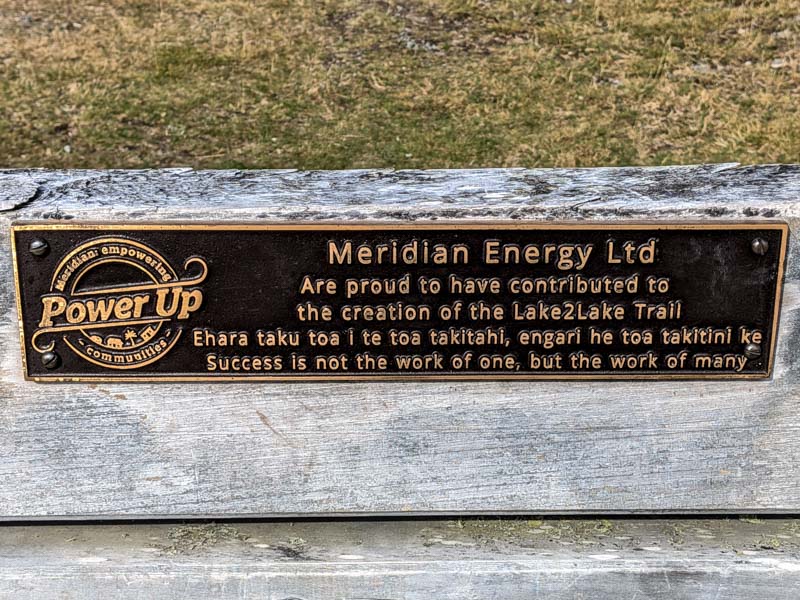 Meridian: empowering
Power Up
communities
Meridian Energy Ltd
Are proud to have contributed to
the creation of the Lake2Lake Trail
Ehara taku toa i te toa takitahi, engari he toa takitini ke
Success is not the work of one, but the work of many